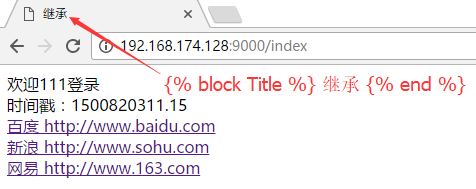 继承
192.168.174.128:9000/index
{% block Title %} 继承 {% end %}
欢迎111登录
时间戳：1500820311.15
百度 http://www.baidu.com
新浪 http://www.sohu.com
网易 http://www.163.com